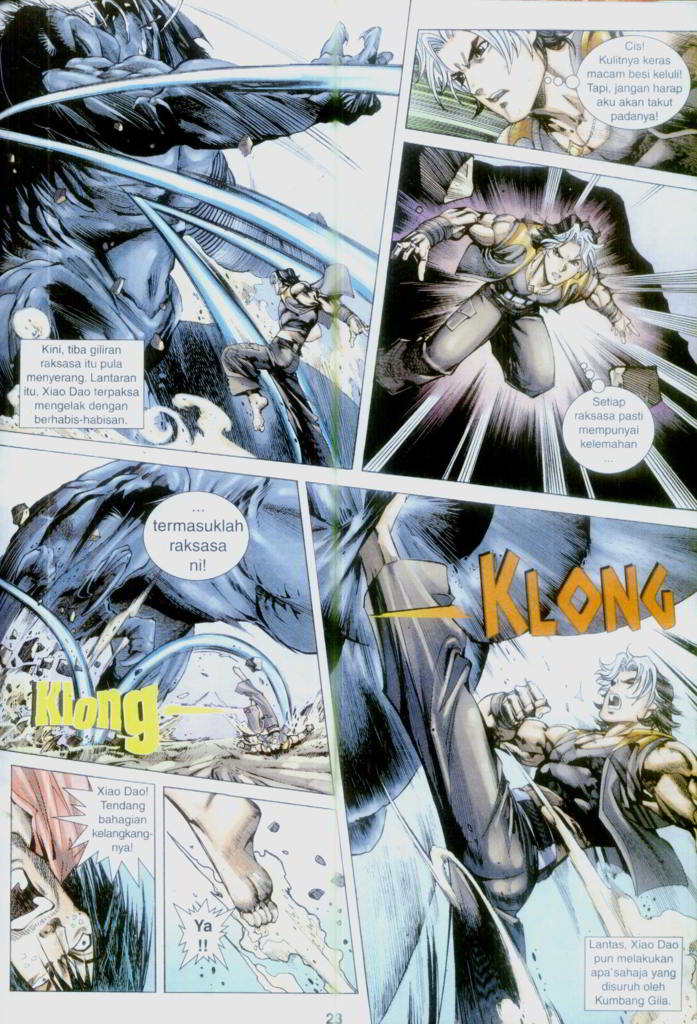 Kini, tiba giliran
raksasa itu pula
menyerang. Lantaran
itu, Xiao Dao terpaksa
mengelak dengan
berhabis-habisan.
Cis!
Kulitnya keras
macam besi keluli!
Tapi, jangan harap
aku akan takut
padanya!
Setiap
raksasa pasti
mempunyai
kelemahan
...
...
termasuklah
raksasa
ni!
Klong
KLONG
Xiao Dao!
Tendang
bahagian
kelangkang-
nya!
Ya
!!
Lantas, Xiao Dao
pun melakukan
apa sahaja yang
disuruh oleh
Kumbang Gila.
23